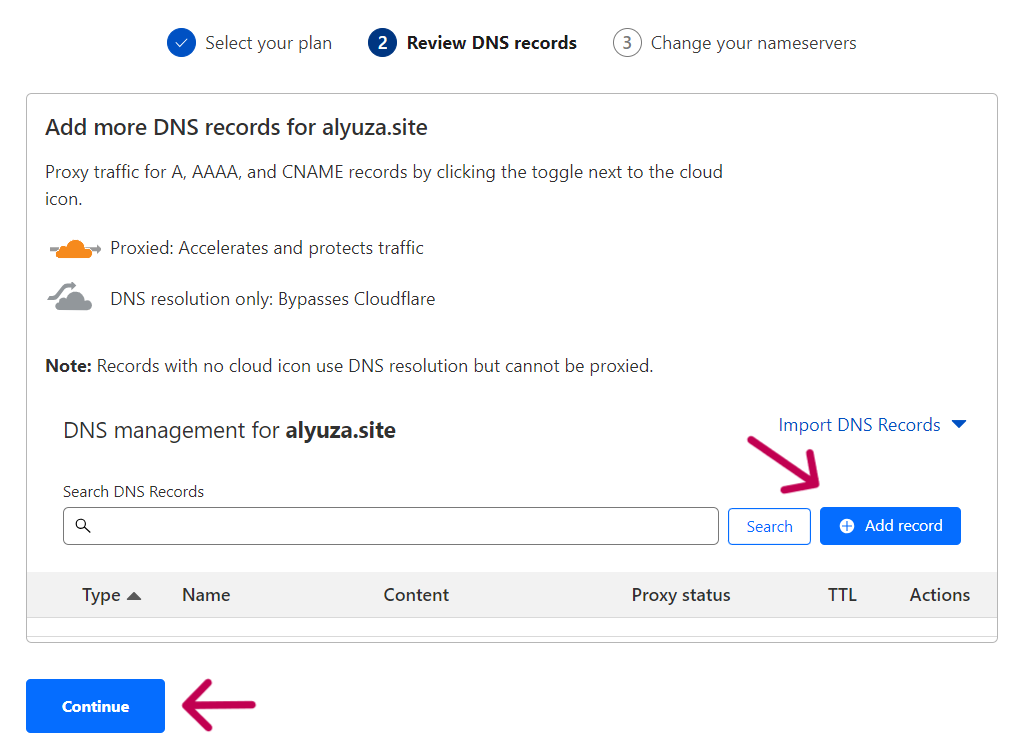 Select your plan
2 Review DNS records
3 Change your nameservers
Add more DNS records for alyuza.site
Proxy traffic for A, AAAA, and CNAME records by clicking the toggle next to the cloud
icon.
Proxied: Accelerates and protects traffic
DNS resolution only: Bypasses Cloudflare
Note: Records with no cloud icon use DNS resolution but cannot be proxied.
DNS management for alyuza.site
Import DNS Records
Search DNS Records
Search
Add record
Type Name Content Proxy status TTL Actions
Continue